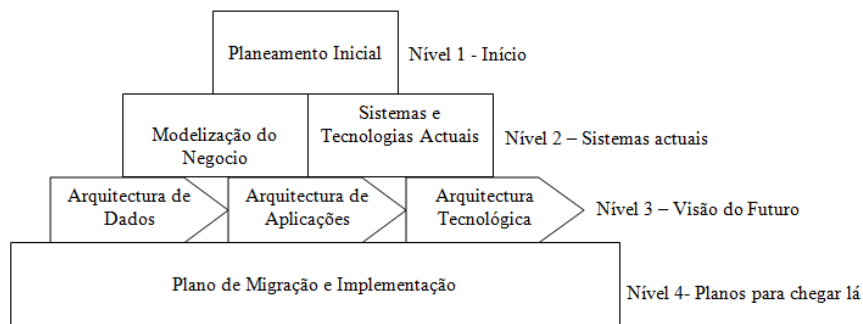 Planeamento Inicial
Nível 1 - Início
Modelização do
Negocio
Sistemas e
Tecnologias Actuais
Nível 2 – Sistemas actuais
Arquitectura de
Dados
Arquitectura de
Aplicações
Arquitectura
Tecnológica
Nível 3 – Visão do Futuro
Plano de Migração e Implementação
Nível 4- Planos para chegar lá